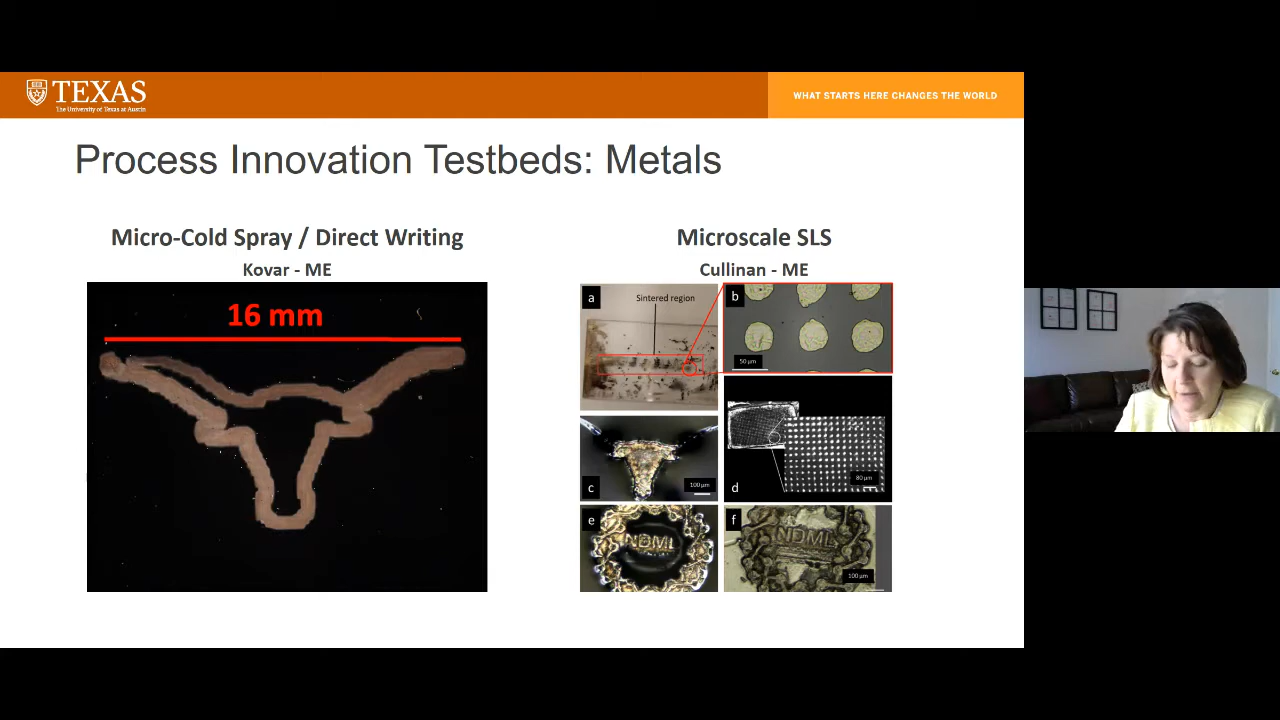 TEXAS
The University of Texas at Austin
WHAT STARTS HERE CHANGES THE WORLD
Process Innovation Testbeds: Metals
Micro-Cold Spray / Direct Writing
Kovar - ME
16 mm
Microscale SLS
Cullinan - ME
a
Sintered region
b
50 µm
c
100 µm
d
80 µm
e
NDML
f
NDML
100 µm